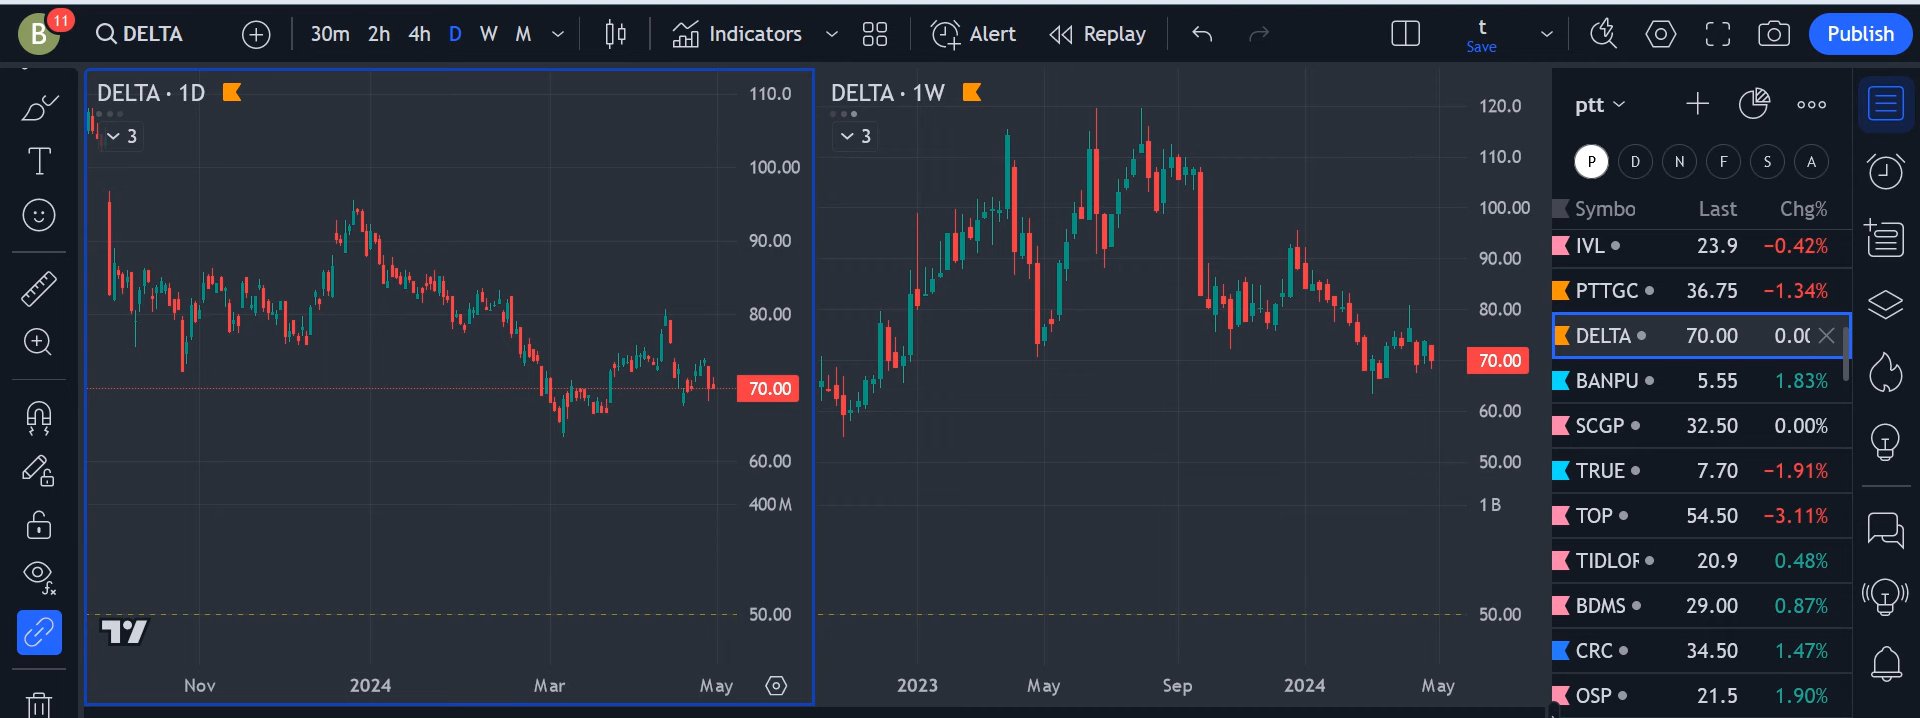 B 11 DELTA 30m 2h 4h D W M Indicators Alert Replay t Save Publish
DELTA · 1D
3
110.0
100.00
90.00
80.00
70.00
60.00
400 M
50.00
Nov 2024 Mar May
DELTA · 1W
3
120.0
110.0
100.00
90.00
80.00
70.00
60.00
50.00
1 B
50.00
2023 May Sep 2024 May
ptt
P D N F S A
Symbo Last Chg%
IVL 23.9 −0.42%
PTTGC 36.75 −1.34%
DELTA 70.00 0.00
BANPU 5.55 1.83%
SCGP 32.50 0.00%
TRUE 7.70 −1.91%
TOP 54.50 −3.11%
TIDLOR 20.9 0.48%
BDMS 29.00 0.87%
CRC 34.50 1.47%
OSP 21.5 1.90%